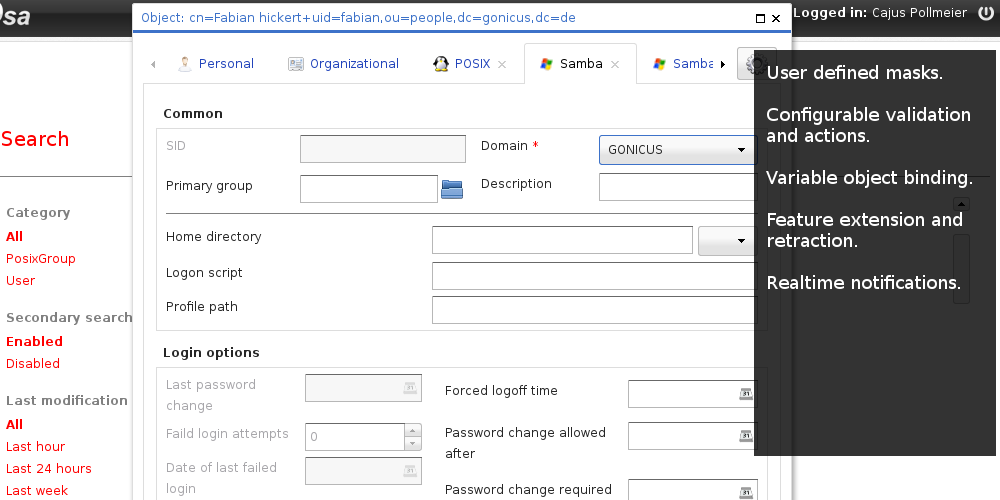 Object: cn=Fabian hickert+uid=fabian,ou=people,dc=gonicus,dc=de
sa
Logged in: Cajus Pollmeier
Personal
Organizational
POSIX
Samba
Samba
Search
Category
All
PosixGroup
User
Secondary search
Enabled
Disabled
Last modification
All
Last hour
Last 24 hours
Last week
Common
SID
Domain *
GONICUS
Primary group
Description
Home directory
Logon script
Profile path
Login options
Last password
change
Forced logoff time
Faild login attempts
0
Password change allowed
after
Date of last failed
login
Password change required
User defined masks.
Configurable validation
and actions.
Variable object binding.
Feature extension and
retraction.
Realtime notifications.